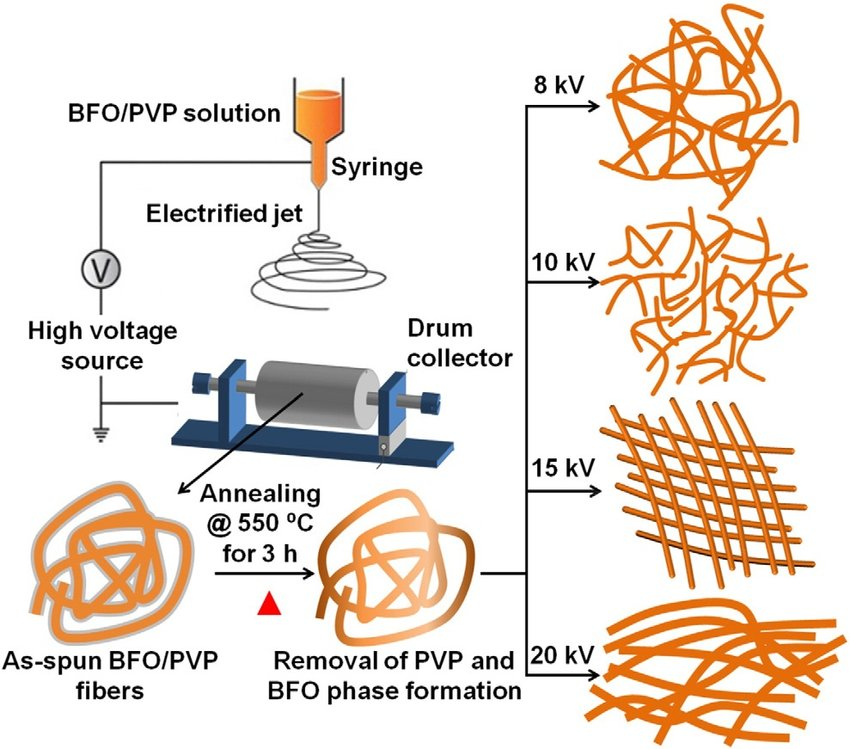 BFO/PVP solution
Syringe
Electrified jet
V
High voltage
source
Drum
collector
Annealing
@ 550 ºC
for 3 h
As-spun BFO/PVP
fibers
Removal of PVP and
BFO phase formation
8 kV
10 kV
15 kV
20 kV